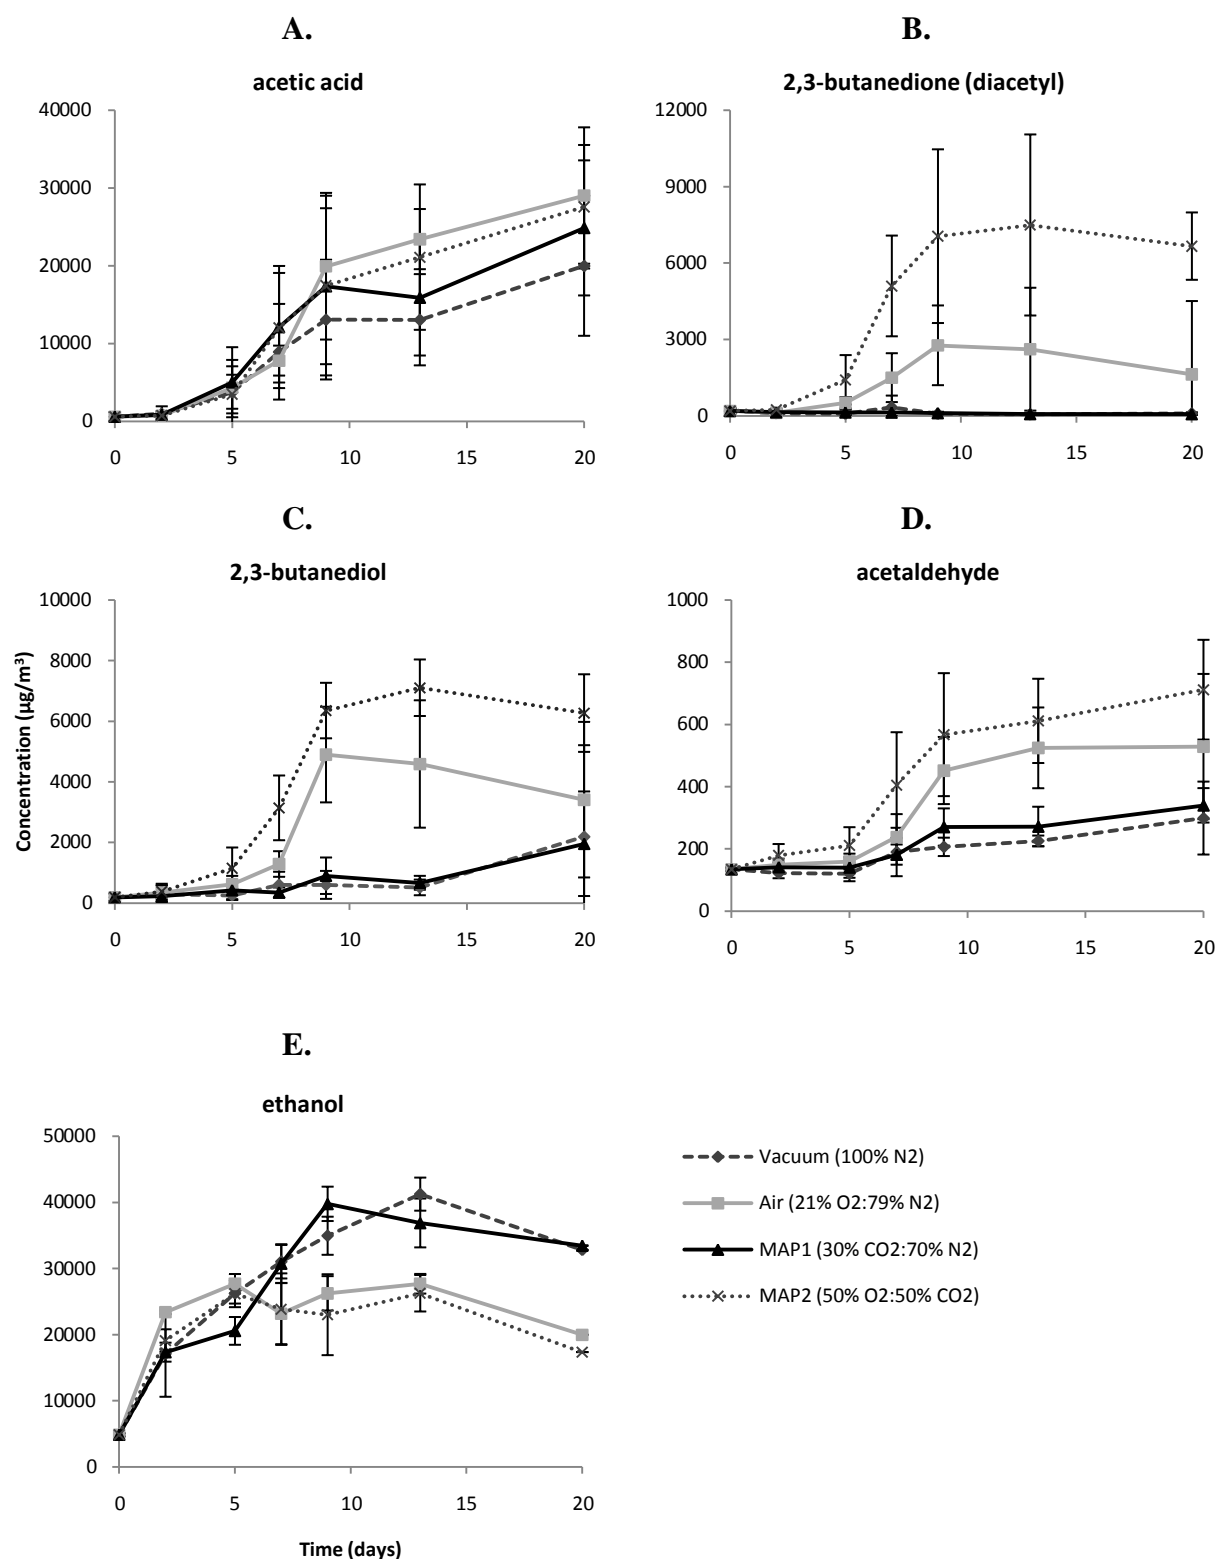 A.
acetic acid
40000
30000
20000
10000
0
0 5 10 15 20
B.
2,3-butanedione (diacetyl)
12000
9000
6000
3000
0
0 5 10 15 20
C.
2,3-butanediol
Concentration (µg/m³)
10000
8000
6000
4000
2000
0
0 5 10 15 20
D.
acetaldehyde
1000
800
600
400
200
0
0 5 10 15 20
E.
ethanol
50000
40000
30000
20000
10000
0
0 5 10 15 20
Time (days)
Vacuum (100% N2)
Air (21% O2:79% N2)
MAP1 (30% CO2:70% N2)
MAP2 (50% O2:50% CO2)